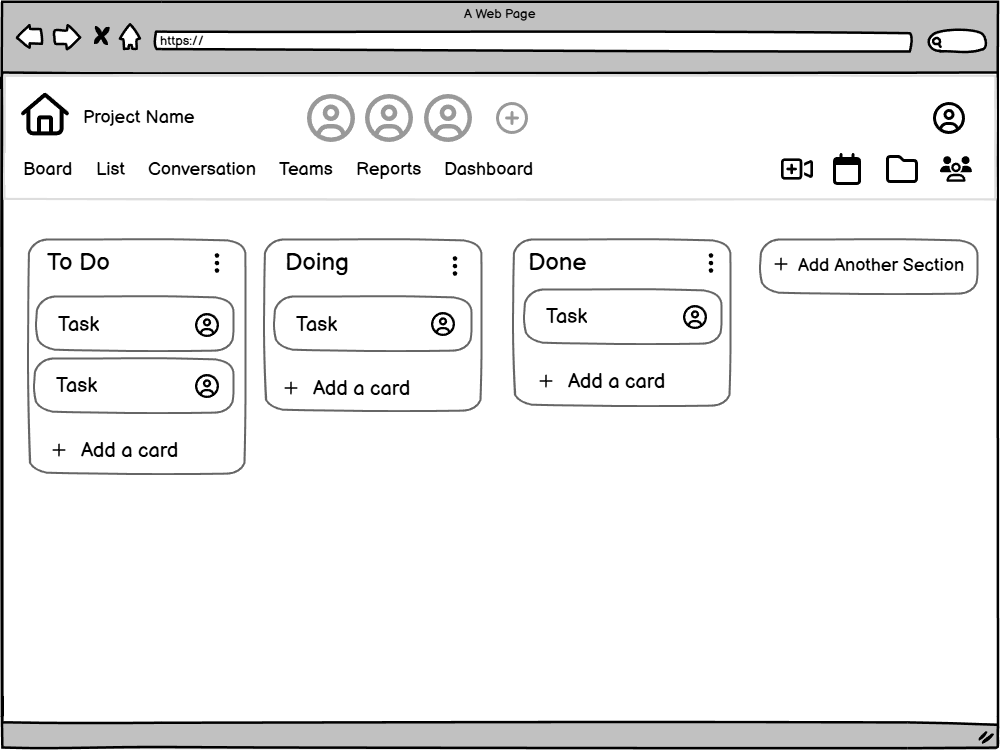 A Web Page
https://
Project Name
Board List Conversation Teams Reports Dashboard
To Do
Task
Task
+ Add a card
Doing
Task
+ Add a card
Done
Task
+ Add a card
+ Add Another Section